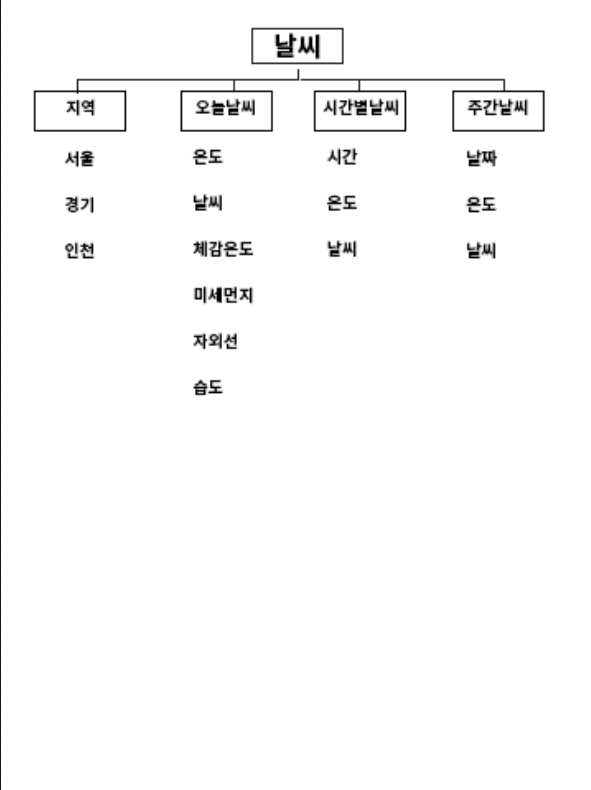 날씨
지역 오늘날씨 시간별날씨 주간날씨
서울 온도 시간 날짜
경기 날씨 온도 온도
인천 체감온도 날씨 날씨
미세먼지
자외선
습도